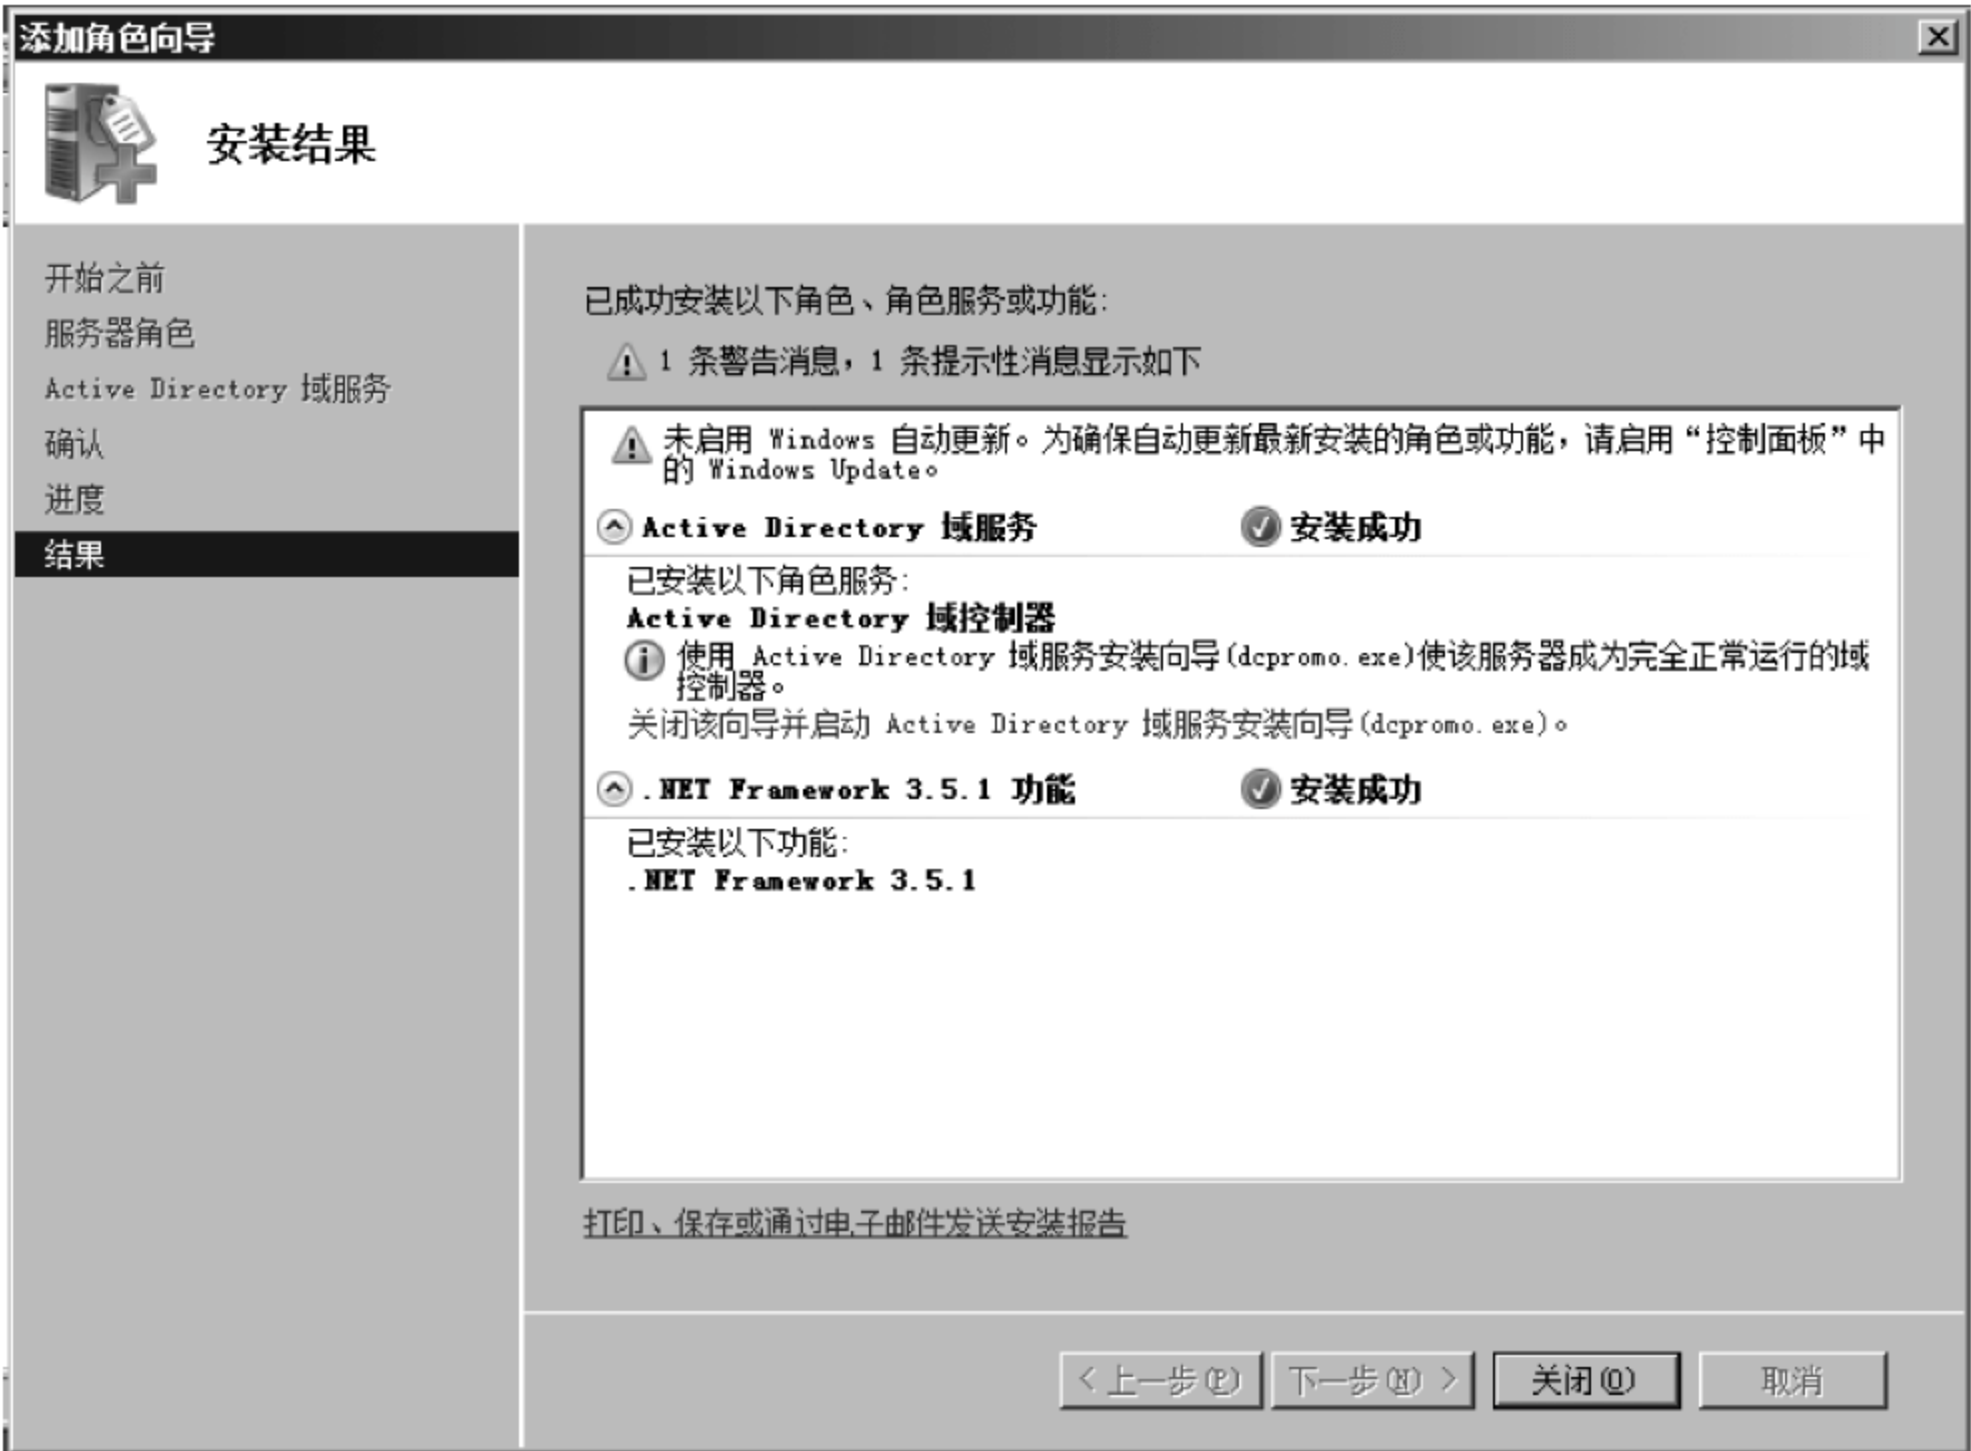 添加角色向导
安装结果
开始之前
服务器角色
Active Directory 域服务
确认
进度
结果
已成功安装以下角色、角色服务或功能:
1 条警告消息，1 条提示性消息显示如下
未启用 Windows 自动更新。为确保自动更新最新安装的角色或功能，请启用“控制面板”中
的 Windows Update。
Active Directory 域服务 安装成功
已安装以下角色服务:
Active Directory 域控制器
使用 Active Directory 域服务安装向导(dcpromo.exe)使该服务器成为完全正常运行的域
控制器。
关闭该向导并启动 Active Directory 域服务安装向导(dcpromo.exe)。
.NET Framework 3.5.1 功能 安装成功
已安装以下功能:
.NET Framework 3.5.1
打印、保存或通过电子邮件发送安装报告
< 上一步(P) 下一步(N) > 关闭(O) 取消